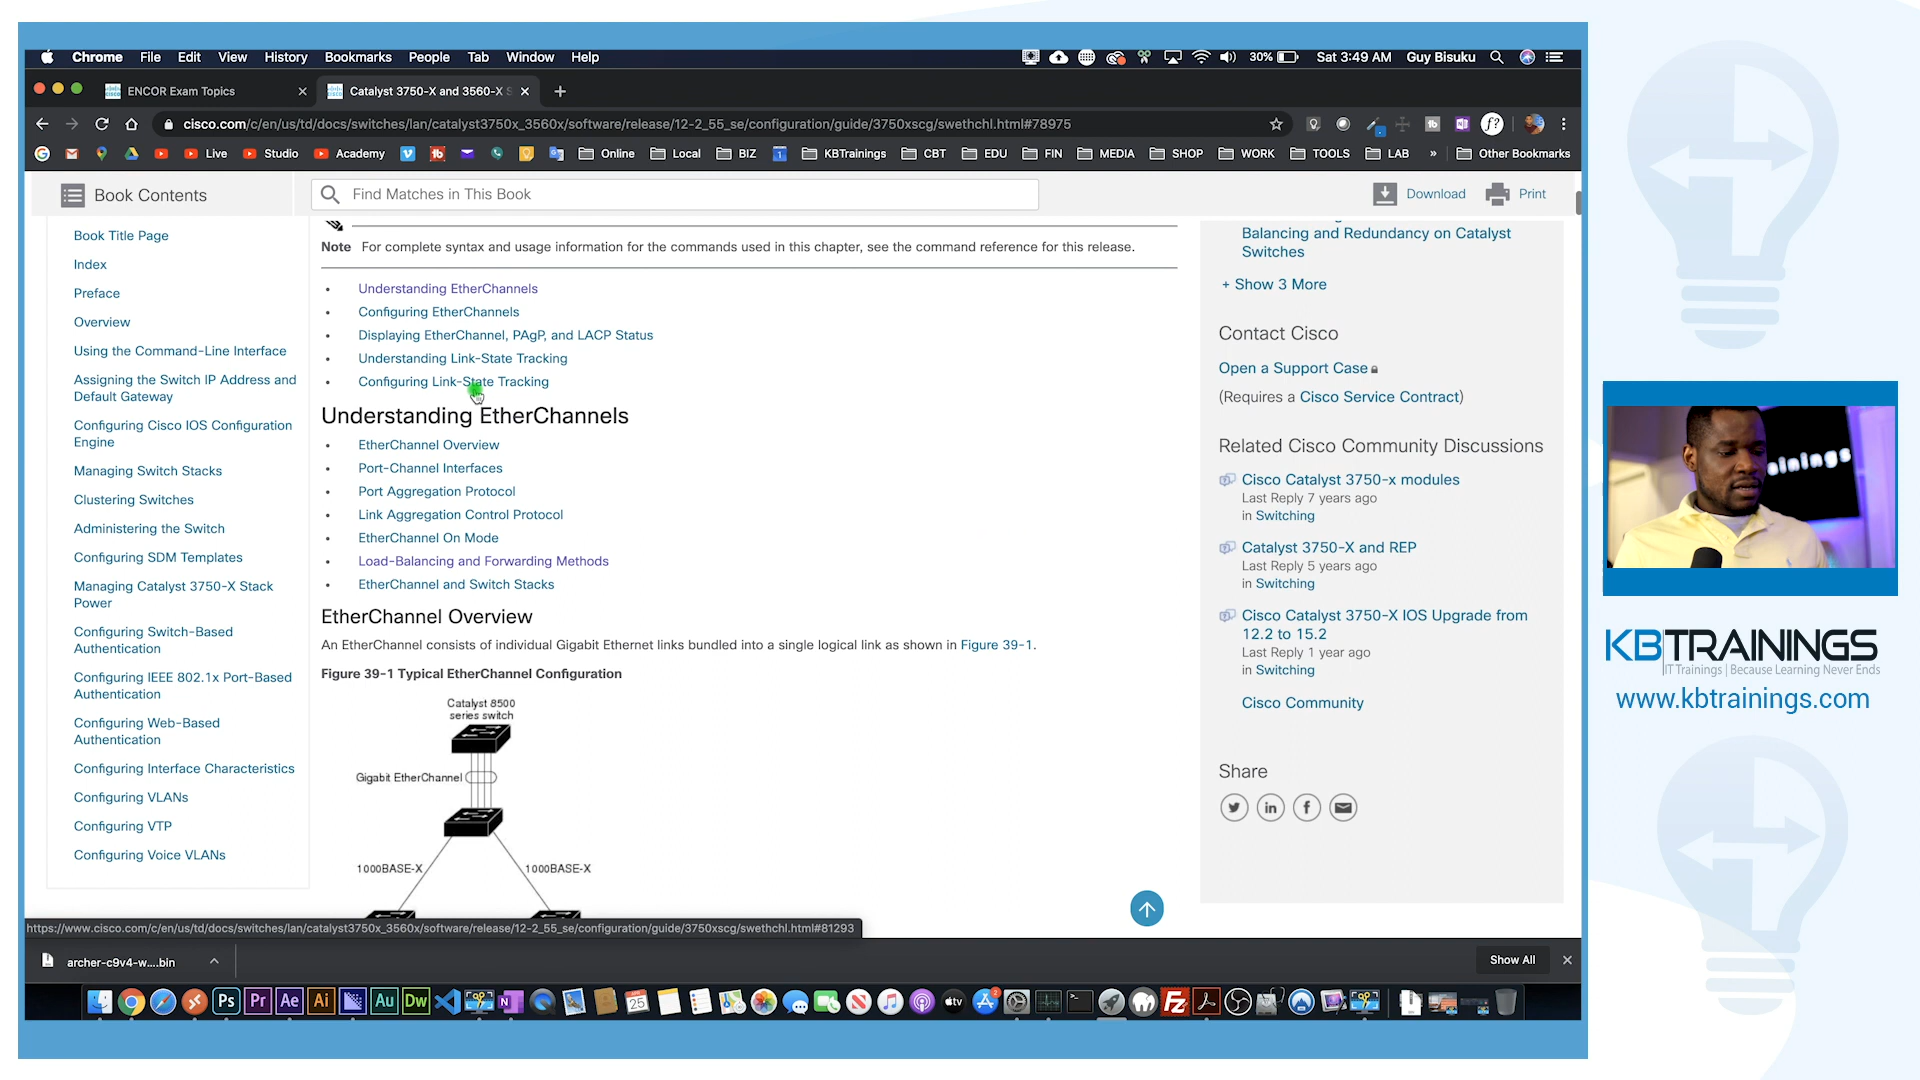 Chrome File Edit View History Bookmarks People Tab Window Help 30% Sat 3:49 AM Guy Bisuku
ENCOR Exam Topics
Catalyst 3750-X and 3560-X S
cisco.com/c/en/us/td/docs/switches/lan/catalyst3750x_3560x/software/release/12-2_55_se/configuration/guide/3750xscg/swethchl.html#78975
Live Studio Academy Online Local BIZ KBTrainings CBT EDU FIN MEDIA SHOP WORK TOOLS LAB » Other Bookmarks
Book Contents
Find Matches in This Book
Download
Print
Book Title Page
Index
Preface
Overview
Using the Command-Line Interface
Assigning the Switch IP Address and
Default Gateway
Configuring Cisco IOS Configuration
Engine
Managing Switch Stacks
Clustering Switches
Administering the Switch
Configuring SDM Templates
Managing Catalyst 3750-X Stack
Power
Configuring Switch-Based
Authentication
Configuring IEEE 802.1x Port-Based
Authentication
Configuring Web-Based
Authentication
Configuring Interface Characteristics
Configuring VLANs
Configuring VTP
Configuring Voice VLANs
Note For complete syntax and usage information for the commands used in this chapter, see the command reference for this release.
• Understanding EtherChannels
• Configuring EtherChannels
• Displaying EtherChannel, PAgP, and LACP Status
• Understanding Link-State Tracking
• Configuring Link-State Tracking
Understanding EtherChannels
• EtherChannel Overview
• Port-Channel Interfaces
• Port Aggregation Protocol
• Link Aggregation Control Protocol
• EtherChannel On Mode
• Load-Balancing and Forwarding Methods
• EtherChannel and Switch Stacks
EtherChannel Overview
An EtherChannel consists of individual Gigabit Ethernet links bundled into a single logical link as shown in Figure 39-1.
Figure 39-1 Typical EtherChannel Configuration
Catalyst 8500
series switch
Gigabit EtherChannel
1000BASE-X
1000BASE-X
Balancing and Redundancy on Catalyst
Switches
+ Show 3 More
Contact Cisco
Open a Support Case
(Requires a Cisco Service Contract)
Related Cisco Community Discussions
Cisco Catalyst 3750-x modules
Last Reply 7 years ago
in Switching
Catalyst 3750-X and REP
Last Reply 5 years ago
in Switching
Cisco Catalyst 3750-X IOS Upgrade from
12.2 to 15.2
Last Reply 1 year ago
in Switching
Cisco Community
Share
https://www.cisco.com/c/en/us/td/docs/switches/lan/catalyst3750x_3560x/software/release/12-2_55_se/configuration/guide/3750xscg/swethchl.html#81293
archer-c9v4-w....bin
Show All
Ps Pr Ae Ai Au Dw 25 tv Fz
ainings
KBTRAININGS
IT Trainings | Because Learning Never Ends
www.kbtrainings.com